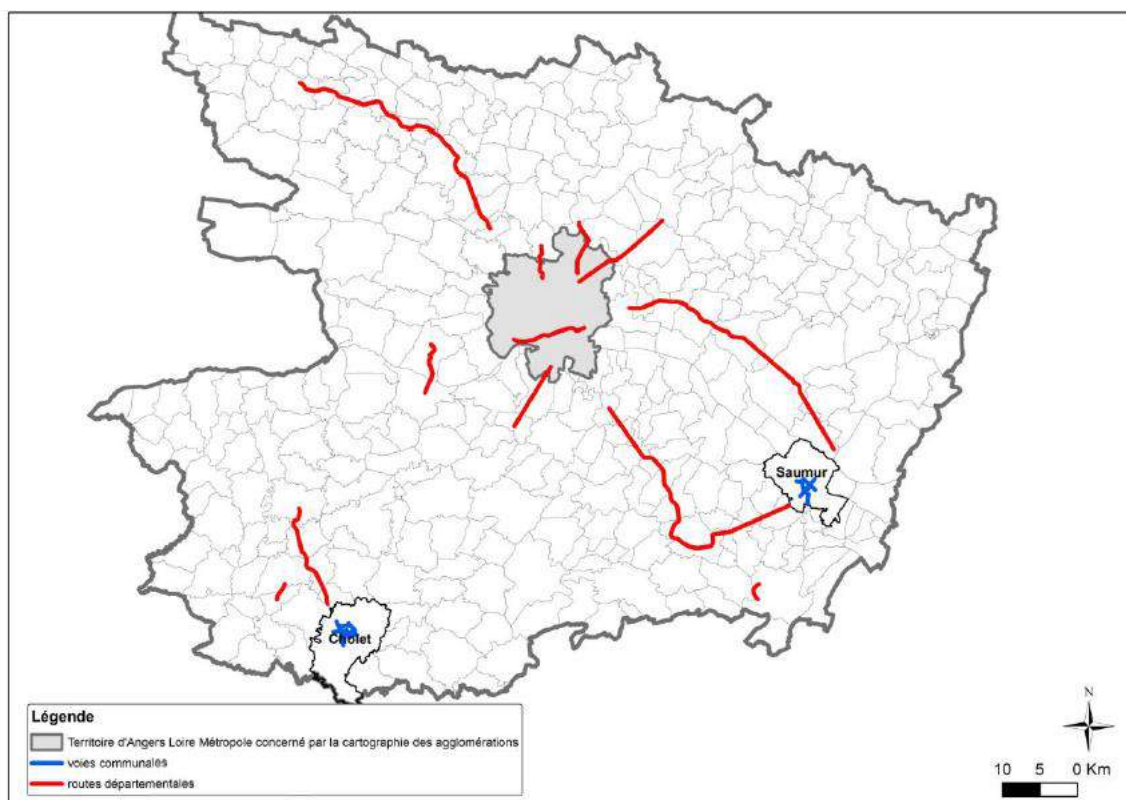 Saumur
Cholet
Légende
Territoire d'Angers Loire Métropole concerné par la cartographie des agglomérations
voies communales
routes départementales
N
10 5 0 Km